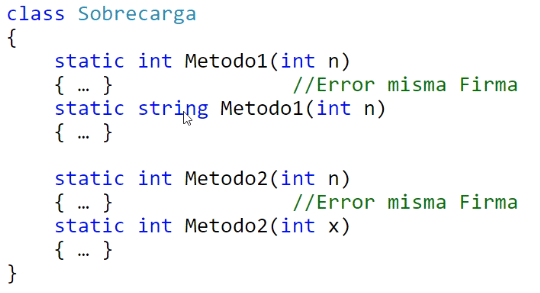 class Sobrecarga
{
static int Metodo1(int n)
{ … } //Error misma Firma
static string Metodo1(int n)
{ … }
static int Metodo2(int n)
{ … } //Error misma Firma
static int Metodo2(int x)
{ … }
}